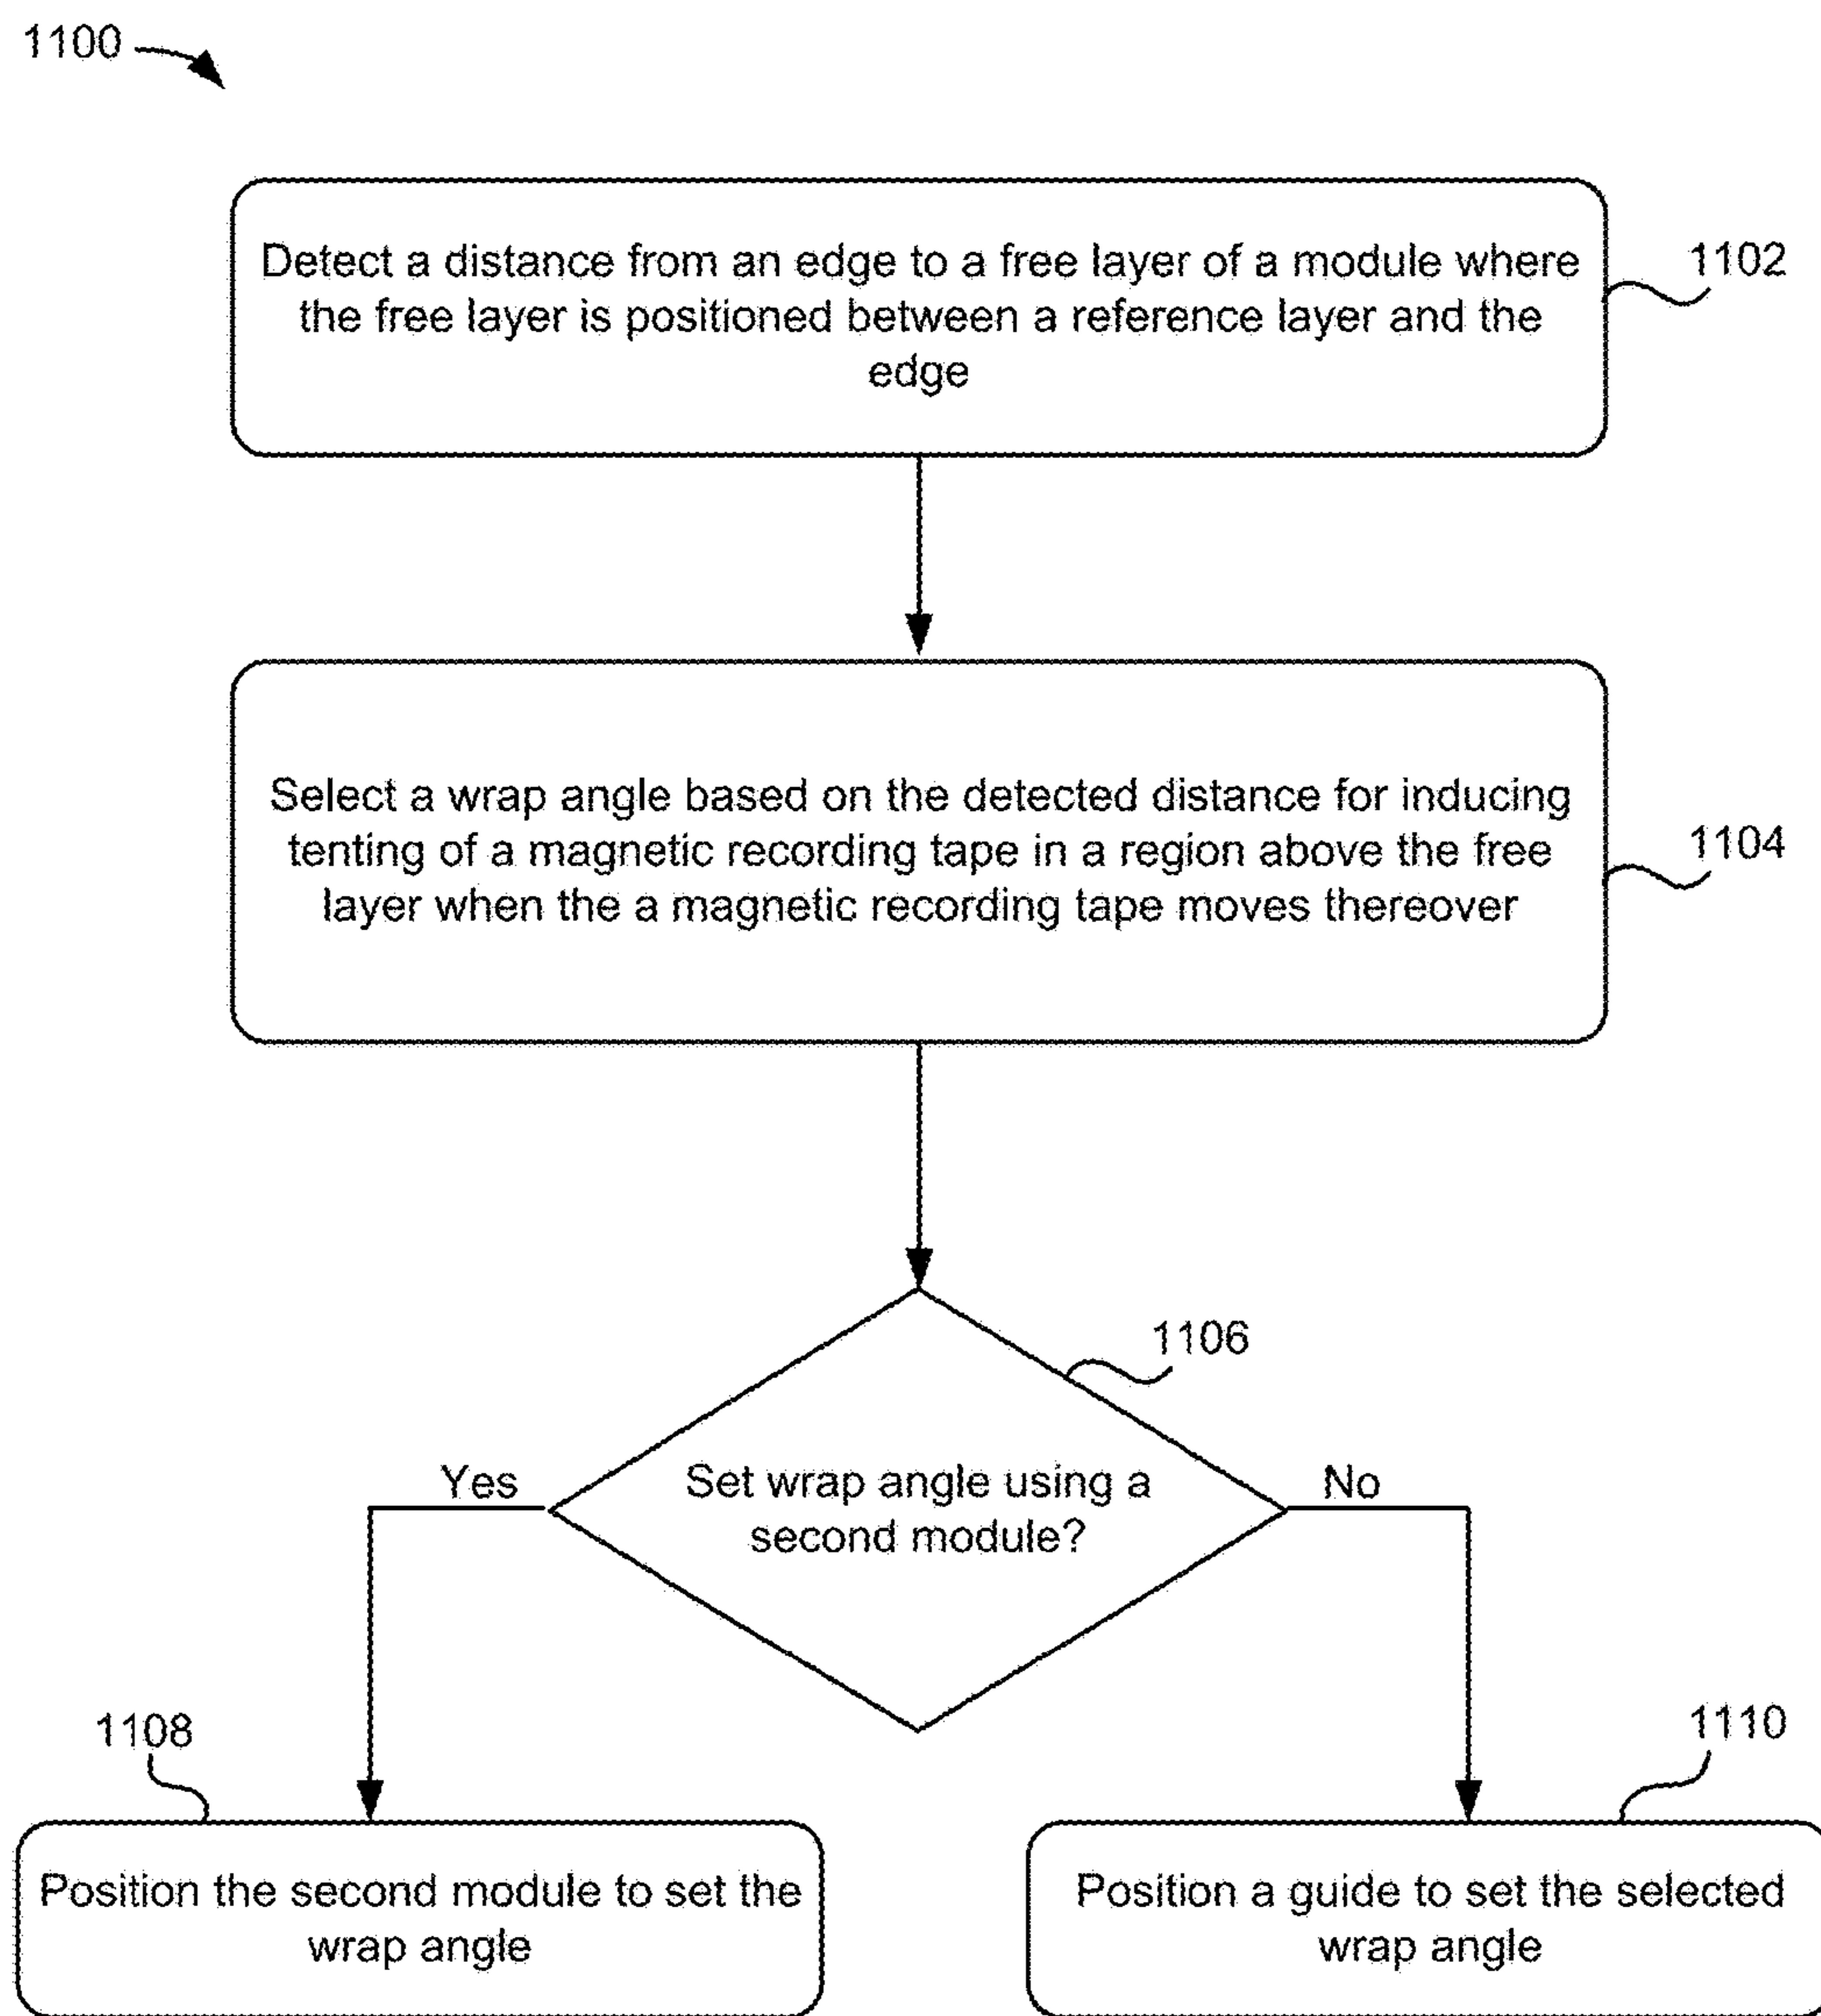 1100
Detect a distance from an edge to a free layer of a module where
the free layer is positioned between a reference layer and the
edge
1102
Select a wrap angle based on the detected distance for inducing
tenting of a magnetic recording tape in a region above the free
layer when the a magnetic recording tape moves thereover
1104
1106
Set wrap angle using a
second module?
Yes
No
1108
Position the second module to set the
wrap angle
1110
Position a guide to set the selected
wrap angle